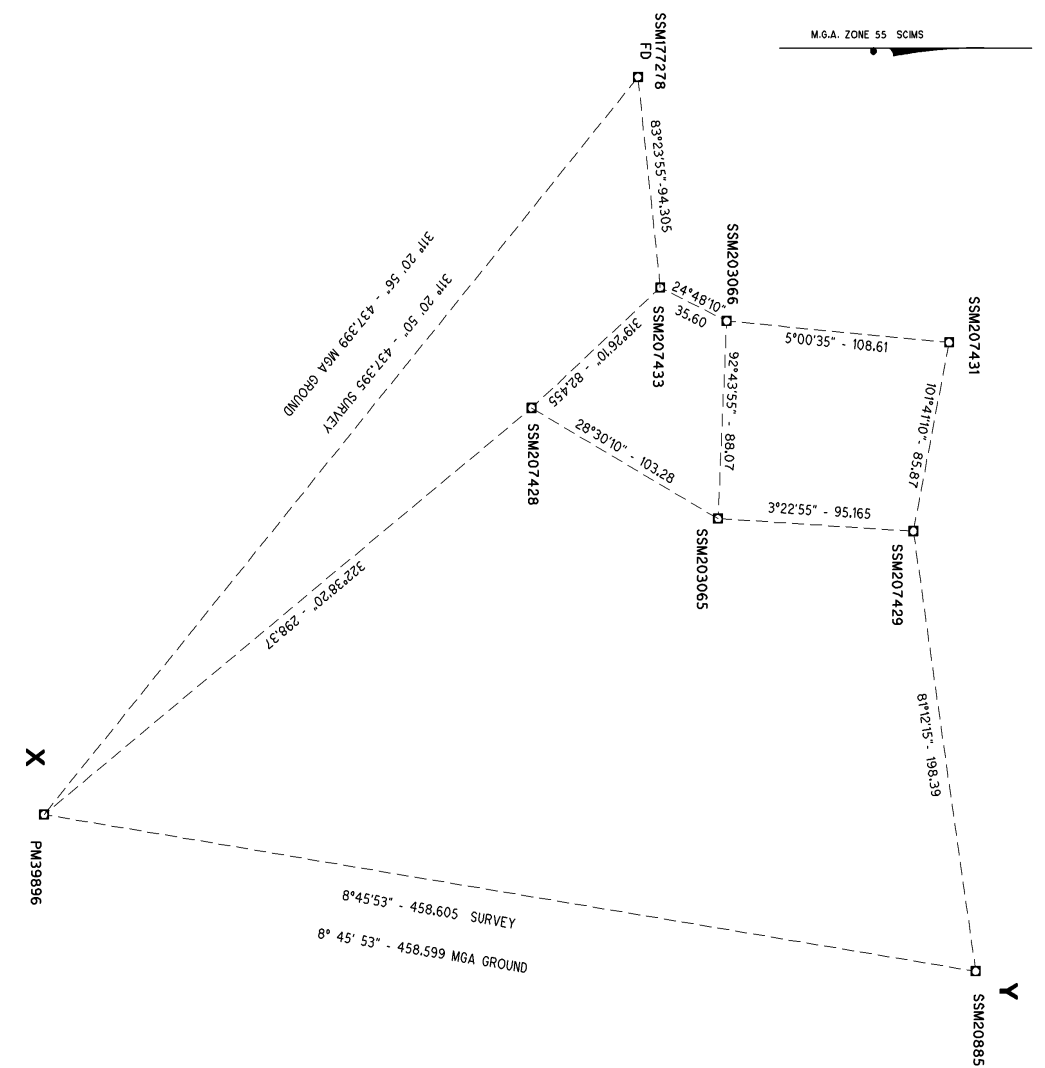 M.G.A. ZONE 55 SCIMS
SSM177278
FD
83°23'55"-94.305
SSM203066
24°48'10"
35.60
SSM207433
SSM207431
5°00'35" - 108.61
311° 20' 56" - 437.399 MGA GROUND
311° 20' 50" - 437.395 SURVEY
319°26'10" - 82.455
92°43'55" - 88.07
101°41'10" - 85.87
SSM207428
28°30'10" - 103.28
3°22'55" - 95.165
SSM203065
SSM207429
322°38'20" - 298.37
81°12'15" - 198.39
X
PM39896
8°45'53" - 458.605 SURVEY
8° 45' 53" - 458.599 MGA GROUND
Y
SSM20885